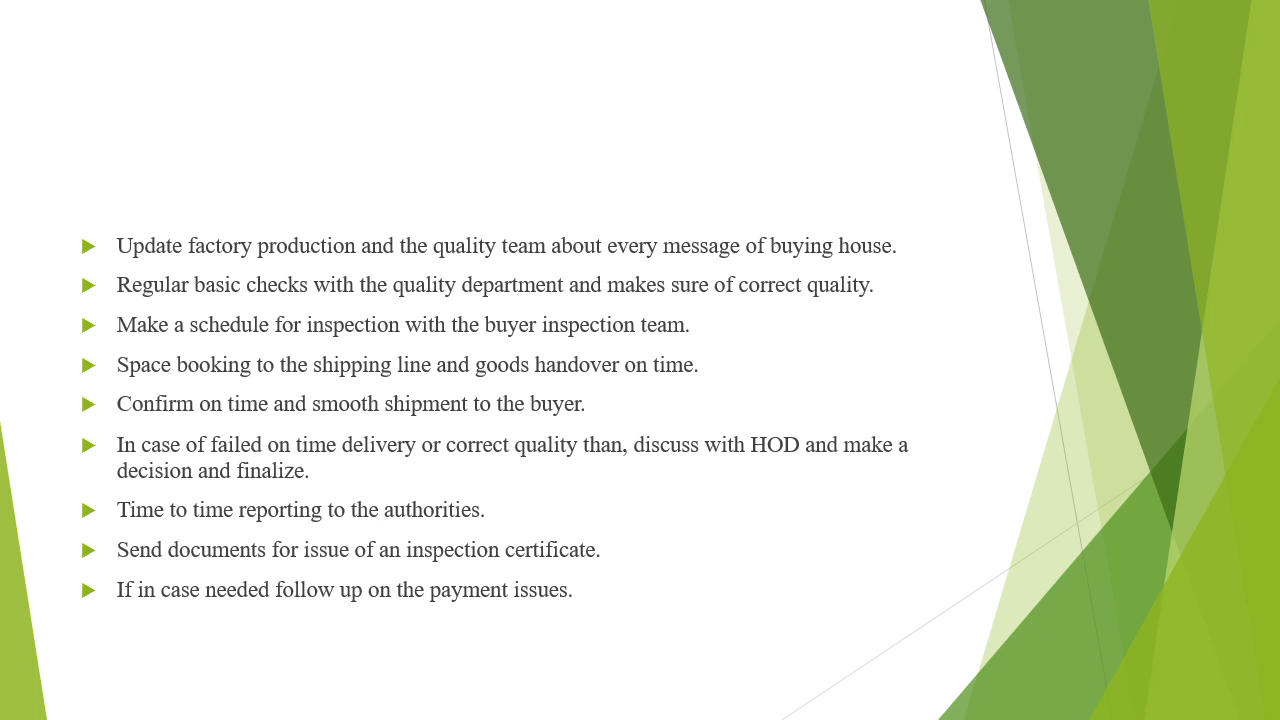 Update factory production and the quality team about every message of buying house.
Regular basic checks with the quality department and makes sure of correct quality.
Make a schedule for inspection with the buyer inspection team.
Space booking to the shipping line and goods handover on time.
Confirm on time and smooth shipment to the buyer.
In case of failed on time delivery or correct quality than, discuss with HOD and make a
decision and finalize.
Time to time reporting to the authorities.
Send documents for issue of an inspection certificate.
If in case needed follow up on the payment issues.